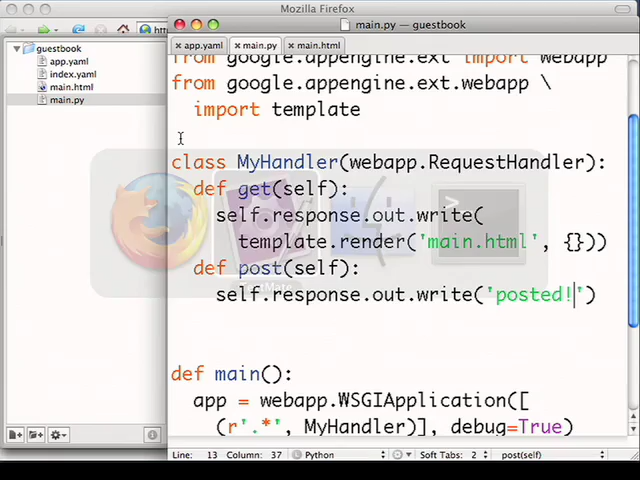 Mozilla Firefox
main.py — guestbook
http:
guestbook
app.yaml
index.yaml
main.html
main.py
app.yaml
main.py
main.html
from google.appengine.ext import webapp
from google.appengine.ext.webapp \
import template
class MyHandler(webapp.RequestHandler):
def get(self):
self.response.out.write(
template.render('main.html', {}))
def post(self):
self.response.out.write('posted!')
def main():
app = webapp.WSGIApplication([
(r'.*', MyHandler)], debug=True)
Line: 13 Column: 37 Python Soft Tabs: 2 post(self)